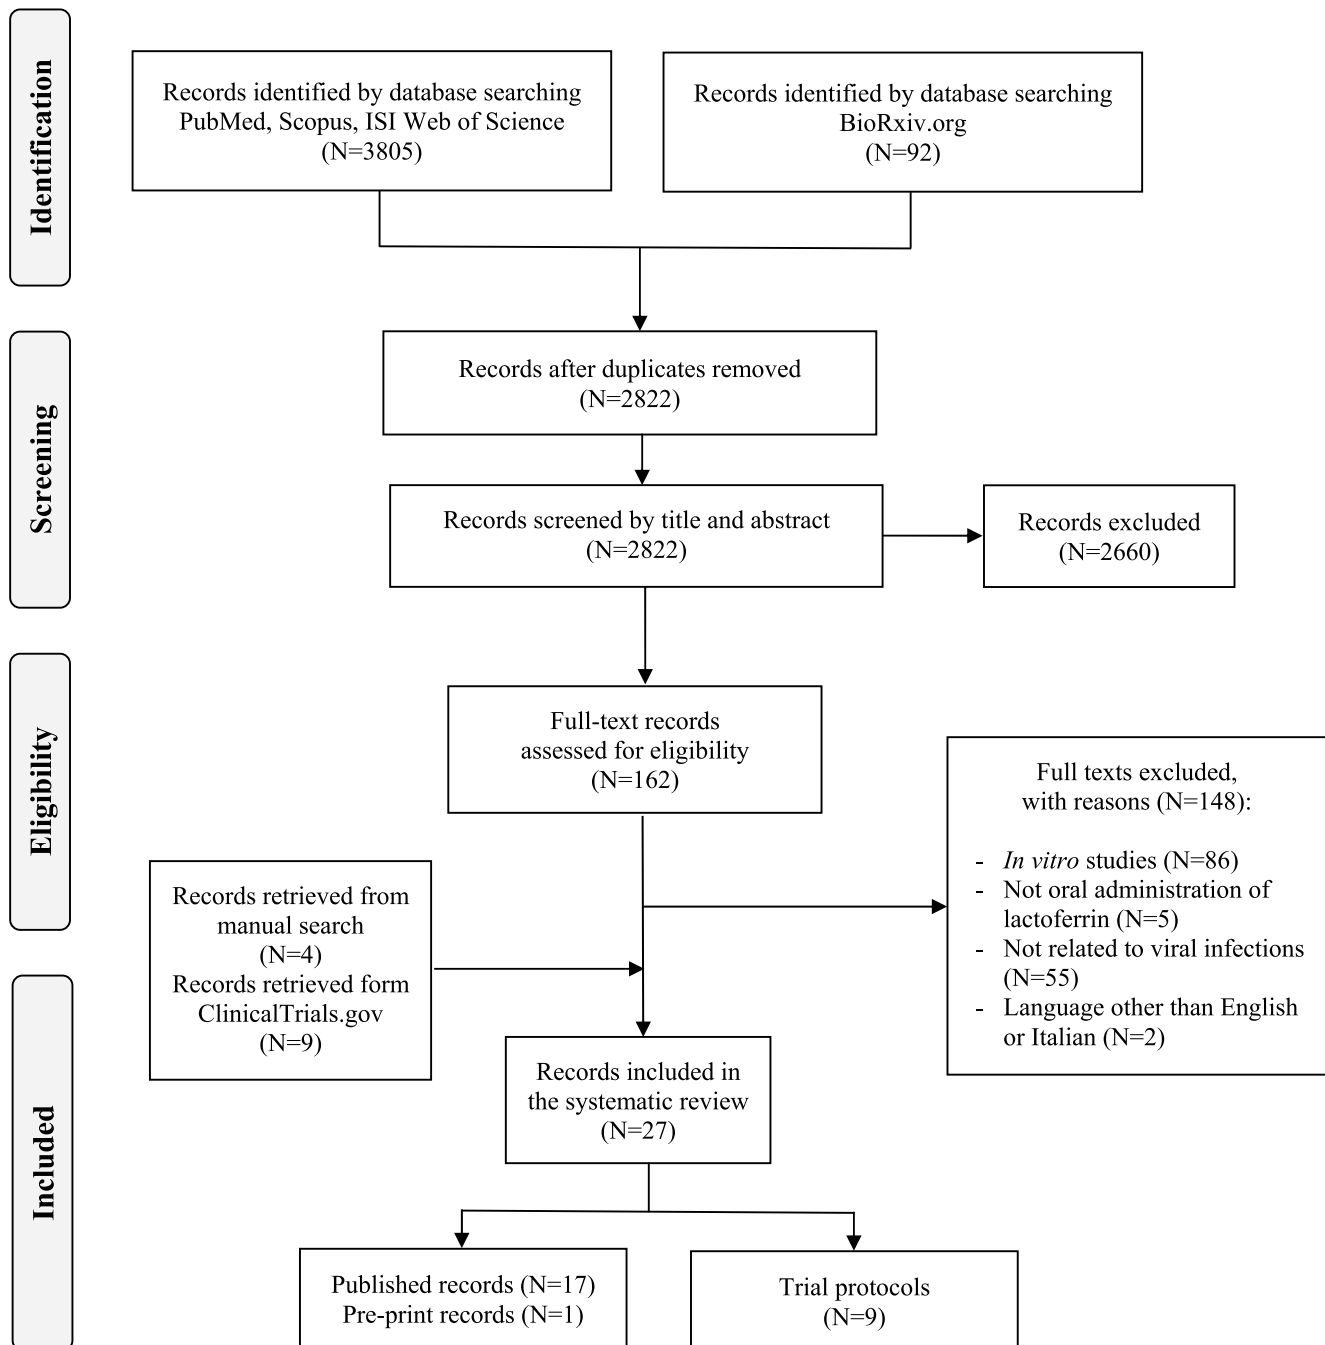 Identification
Records identified by database searching
PubMed, Scopus, ISI Web of Science
(N=3805)
Records identified by database searching
BioRxiv.org
(N=92)
Screening
Records after duplicates removed
(N=2822)
Records screened by title and abstract
(N=2822)
Records excluded
(N=2660)
Eligibility
Full-text records
assessed for eligibility
(N=162)
Full texts excluded,
with reasons (N=148):
- In vitro studies (N=86)
- Not oral administration of
lactoferrin (N=5)
- Not related to viral infections
(N=55)
- Language other than English
or Italian (N=2)
Records retrieved from
manual search
(N=4)
Records retrieved form
ClinicalTrials.gov
(N=9)
Included
Records included in
the systematic review
(N=27)
Published records (N=17)
Pre-print records (N=1)
Trial protocols
(N=9)